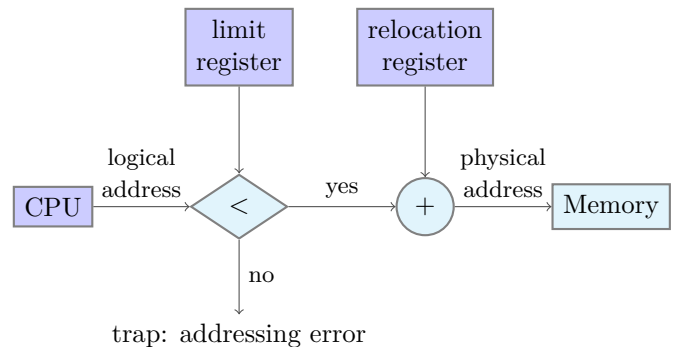 limit
register
relocation
register
logical
address
physical
address
CPU
<
yes
+
Memory
no
trap: addressing error